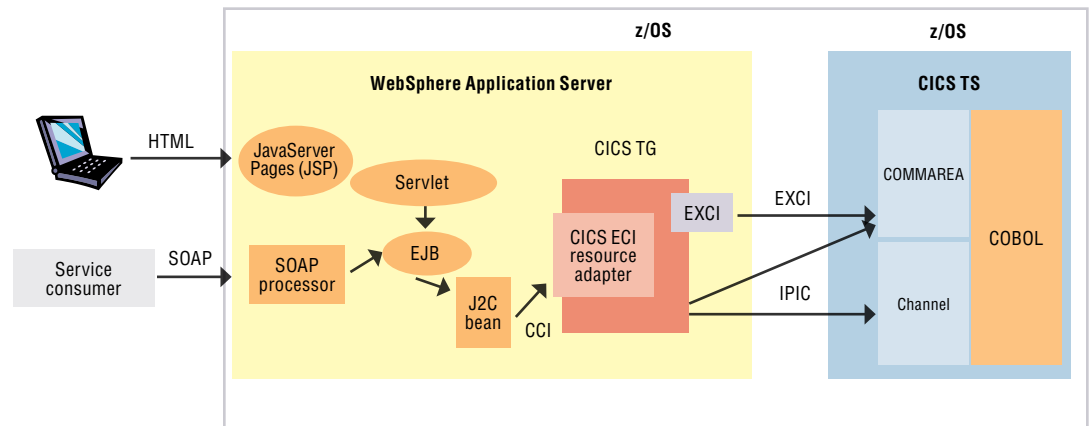 z/OS
z/OS
WebSphere Application Server
CICS TS
HTML
JavaServer
Pages (JSP)
Servlet
CICS TG
EXCI
EXCI
COMMAREA
COBOL
Service
consumer
SOAP
SOAP
processor
EJB
J2C
bean
CCI
CICS ECI
resource
adapter
IPIC
Channel